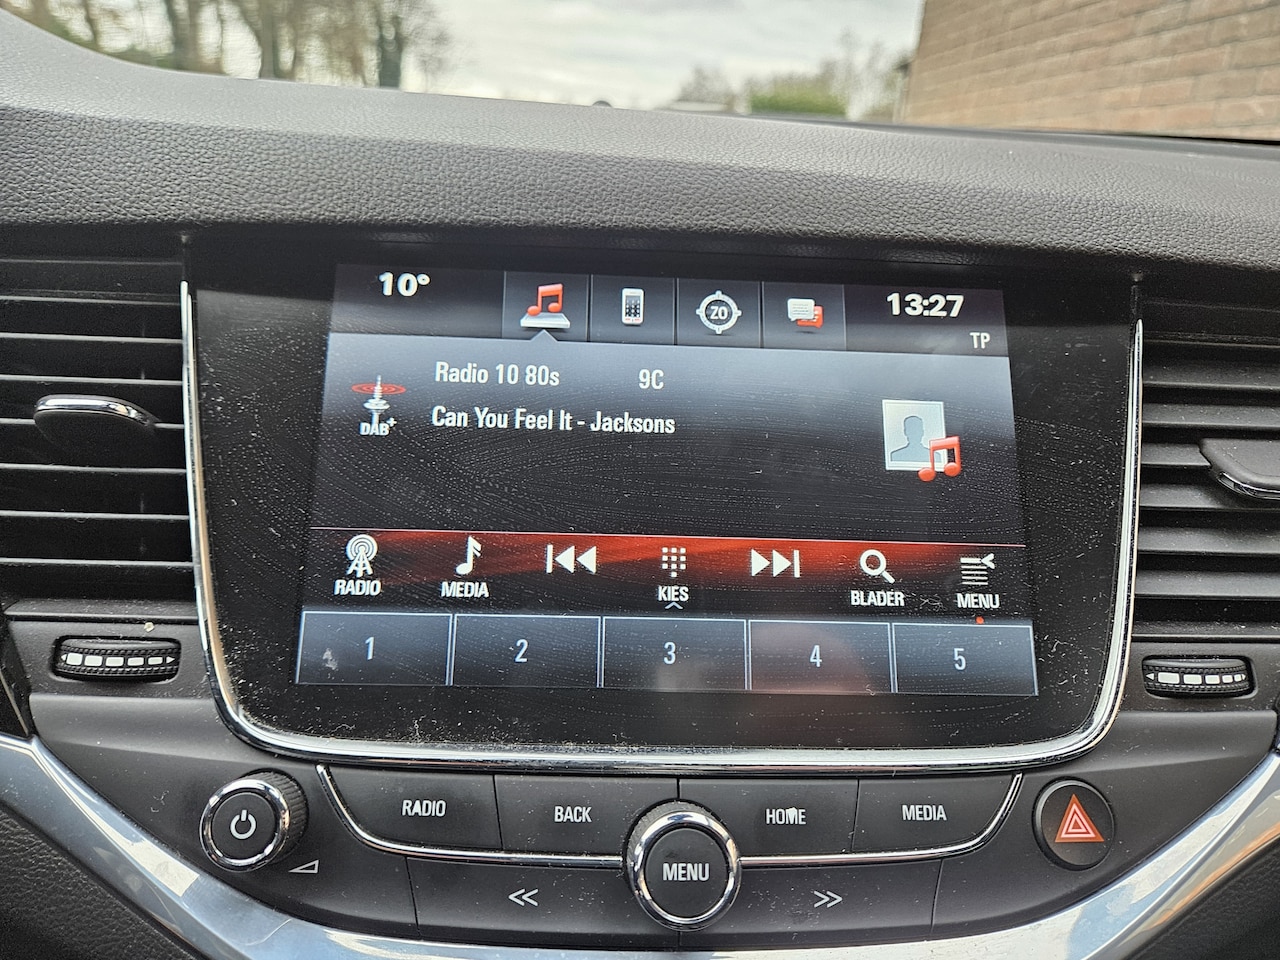 10°
ZO
13:27
TP
Radio 10 80s 9C
DAB+
Can You Feel It - Jacksons
RADIO MEDIA KIES BLADER MENU
1 2 3 4 5
RADIO BACK HOME MEDIA
MENU